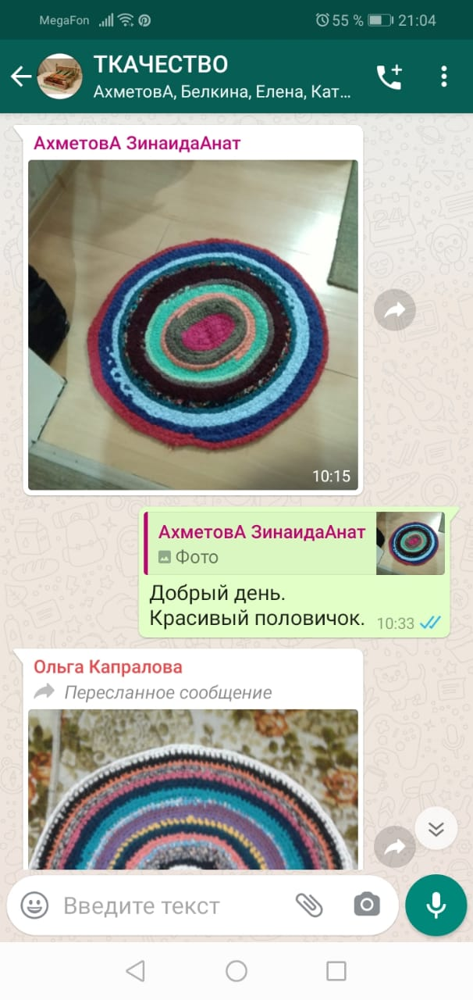 MegaFon 55 % 21:04
ТКАЧЕСТВО
АхметовА, Белкина, Елена, Кат...
АхметовА ЗинаидаАнат
10:15
АхметовА ЗинаидаАнат
Фото
Добрый день.
Красивый половичок. 10:33
Ольга Капралова
Пересланное сообщение
Введите текст